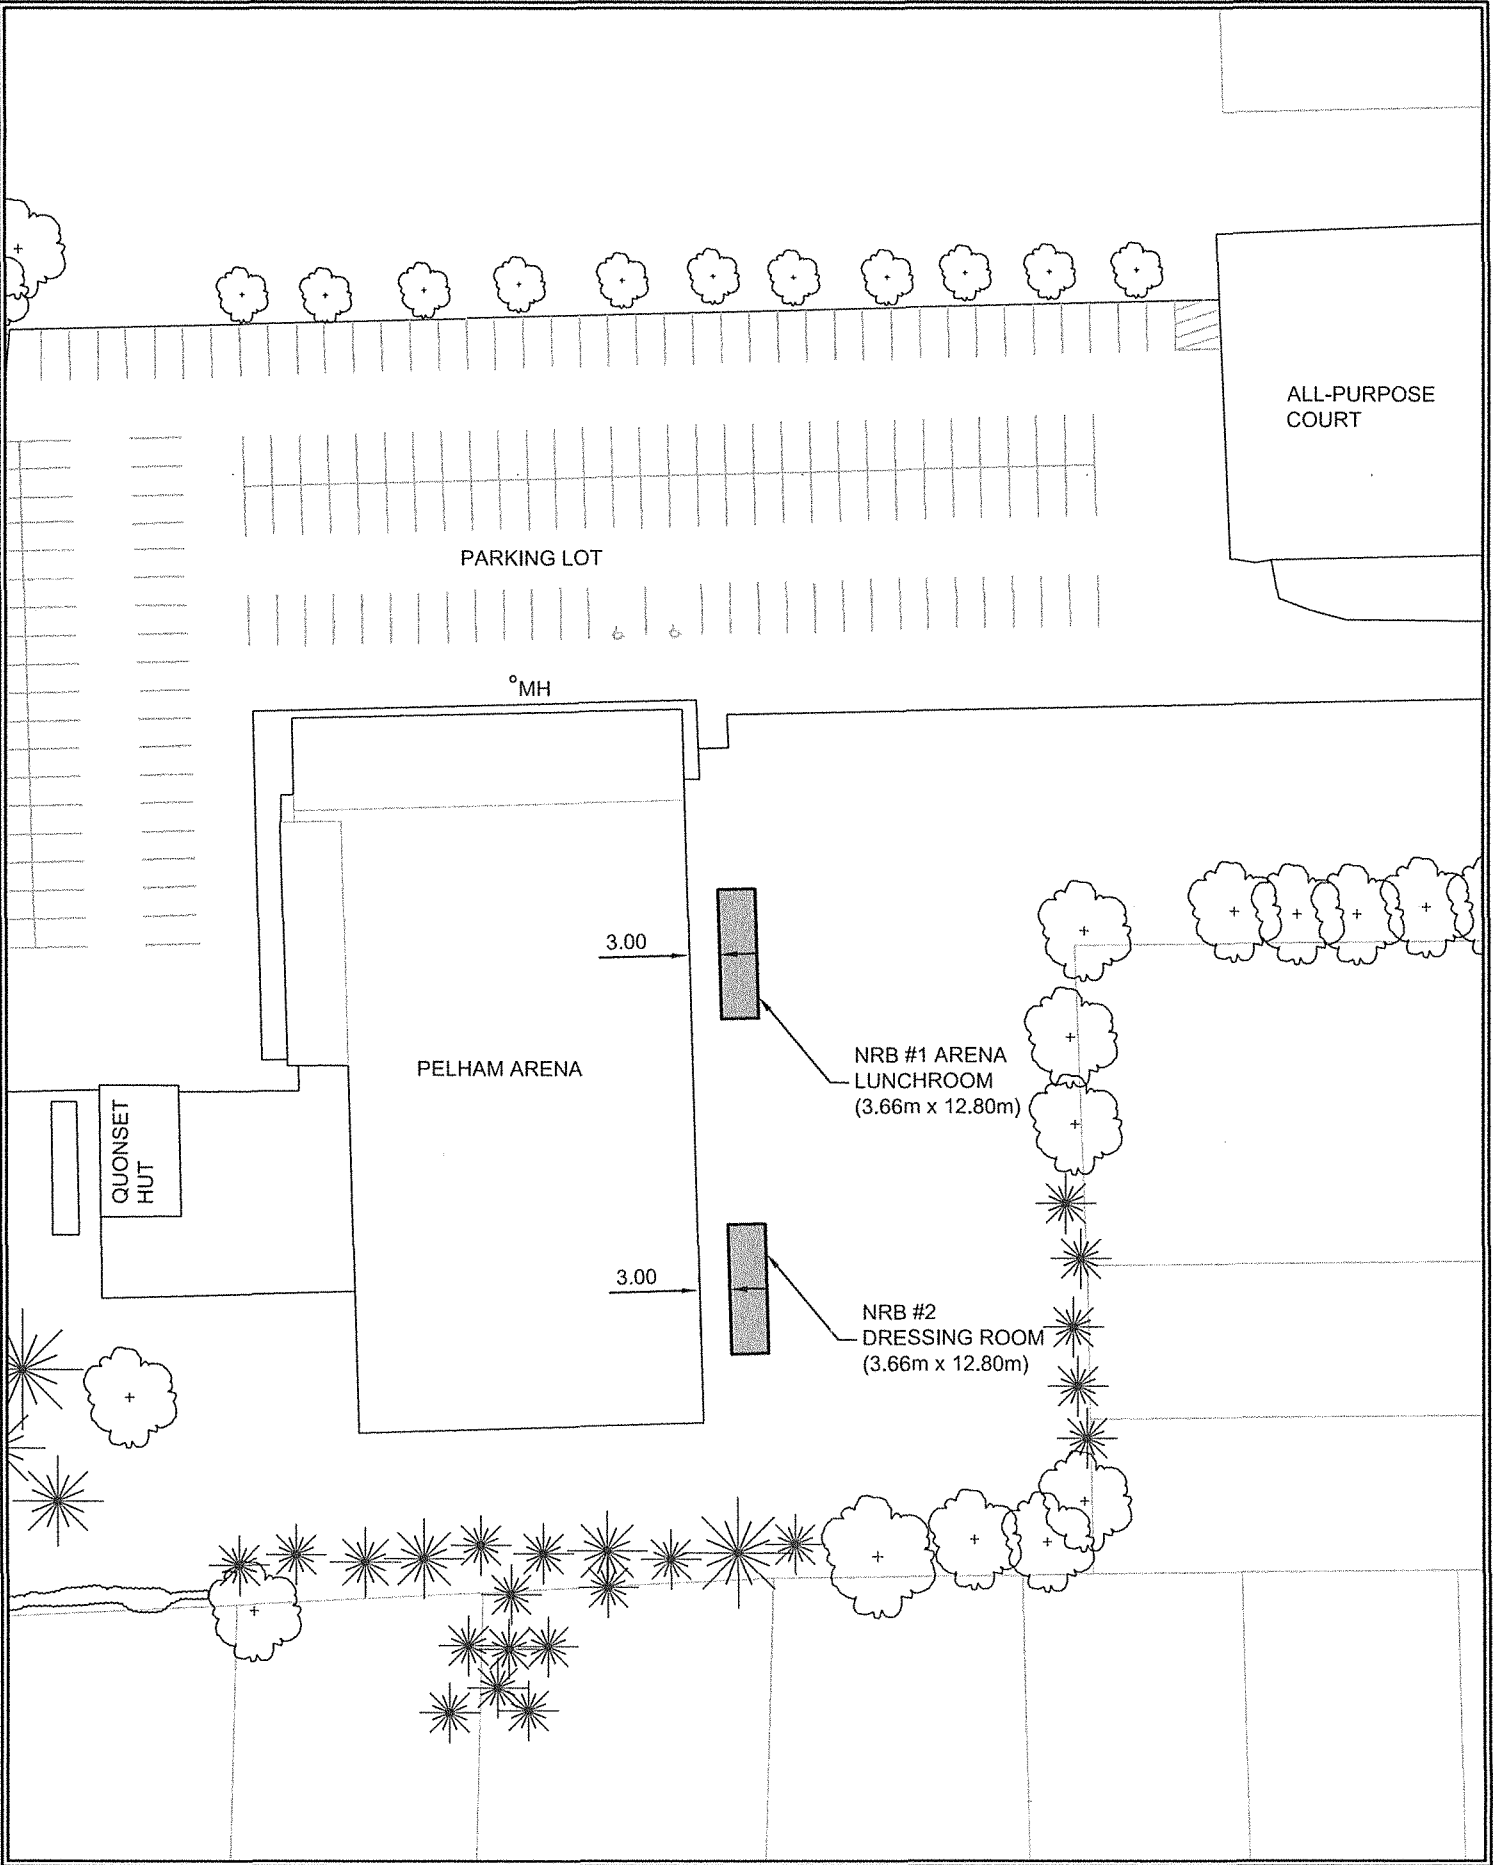 ALL-PURPOSE
COURT
PARKING LOT
°MH
3.00
PELHAM ARENA
NRB #1 ARENA
LUNCHROOM
(3.66m x 12.80m)
QUONSET
HUT
3.00
NRB #2
DRESSING ROOM
(3.66m x 12.80m)